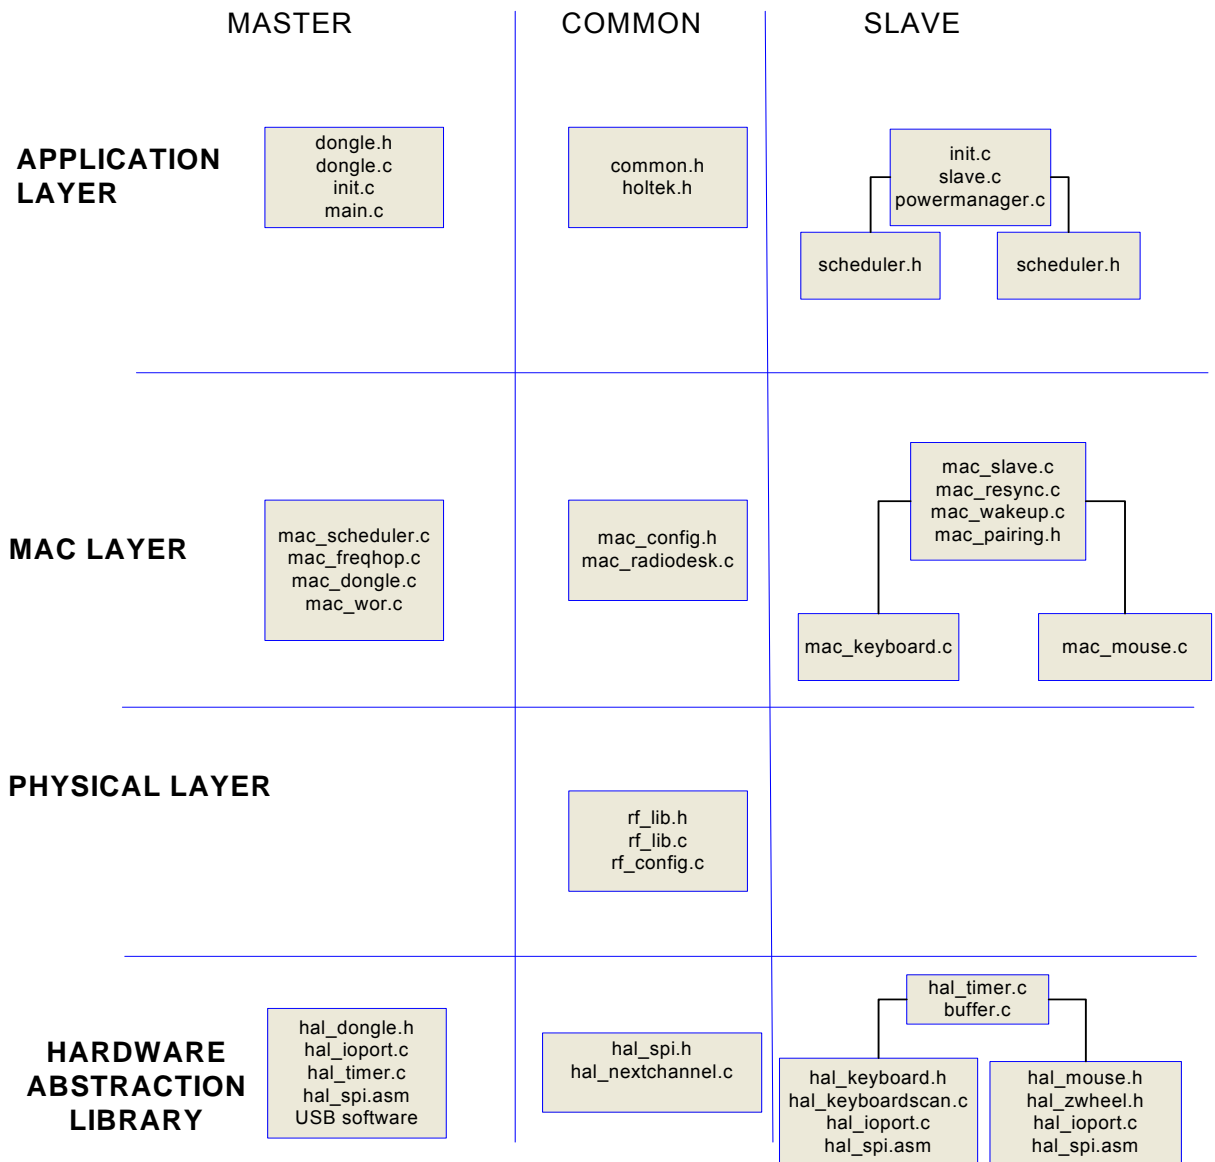 MASTER
COMMON
SLAVE
APPLICATION
LAYER
dongle.h
dongle.c
init.c
main.c
common.h
holtek.h
init.c
slave.c
powermanager.c
scheduler.h
scheduler.h
MAC LAYER
mac_scheduler.c
mac_freqhop.c
mac_dongle.c
mac_wor.c
mac_config.h
mac_radiodesk.c
mac_slave.c
mac_resync.c
mac_wakeup.c
mac_pairing.h
mac_keyboard.c
mac_mouse.c
PHYSICAL LAYER
rf_lib.h
rf_lib.c
rf_config.c
HARDWARE
ABSTRACTION
LIBRARY
hal_dongle.h
hal_ioport.c
hal_timer.c
hal_spi.asm
USB software
hal_spi.h
hal_nextchannel.c
hal_timer.c
buffer.c
hal_keyboard.h
hal_keyboardscan.c
hal_ioport.c
hal_spi.asm
hal_mouse.h
hal_zwheel.h
hal_ioport.c
hal_spi.asm